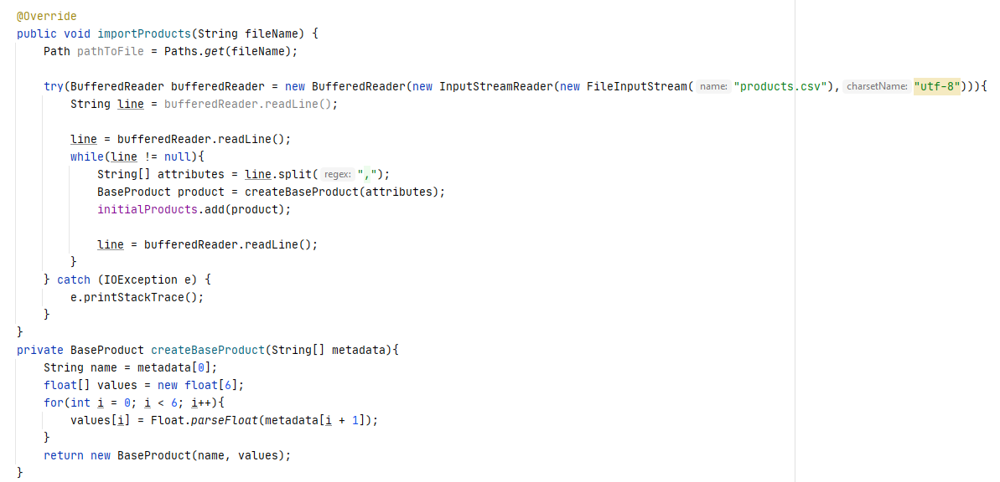 @Override
public void importProducts(String fileName) {
    Path pathToFile = Paths.get(fileName);
    try(BufferedReader bufferedReader = new BufferedReader(new InputStreamReader(new FileInputStream( name: "products.csv"), charsetName: "utf-8"))){
        String line = bufferedReader.readLine();
        line = bufferedReader.readLine();
        while(line != null){
            String[] attributes = line.split( regex: ",");
            BaseProduct product = createBaseProduct(attributes);
            initialProducts.add(product);
            line = bufferedReader.readLine();
        }
    } catch (IOException e) {
        e.printStackTrace();
    }
}
private BaseProduct createBaseProduct(String[] metadata){
    String name = metadata[0];
    float[] values = new float[6];
    for(int i = 0; i < 6; i++){
        values[i] = Float.parseFloat(metadata[i + 1]);
    }
    return new BaseProduct(name, values);
}